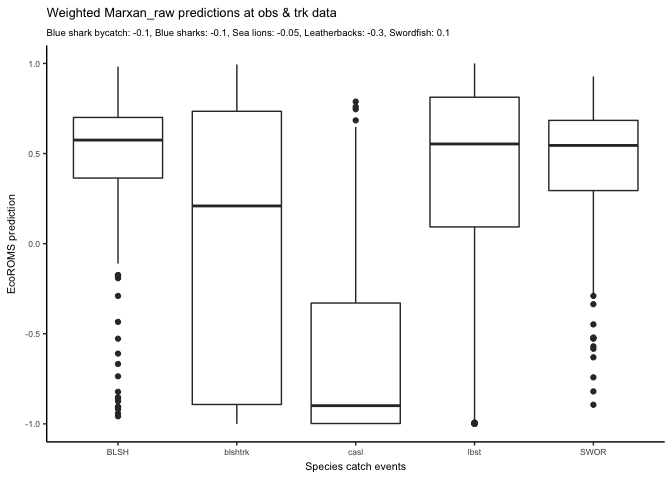 Weighted Marxan_raw predictions at obs & trk data
Blue shark bycatch: -0.1, Blue sharks: -0.1, Sea lions: -0.05, Leatherbacks: -0.3, Swordfish: 0.1
1.0
0.5
0.0
-0.5
-1.0
EcoROMS prediction
BLSH
blshtrk
casl
lbst
SWOR
Species catch events